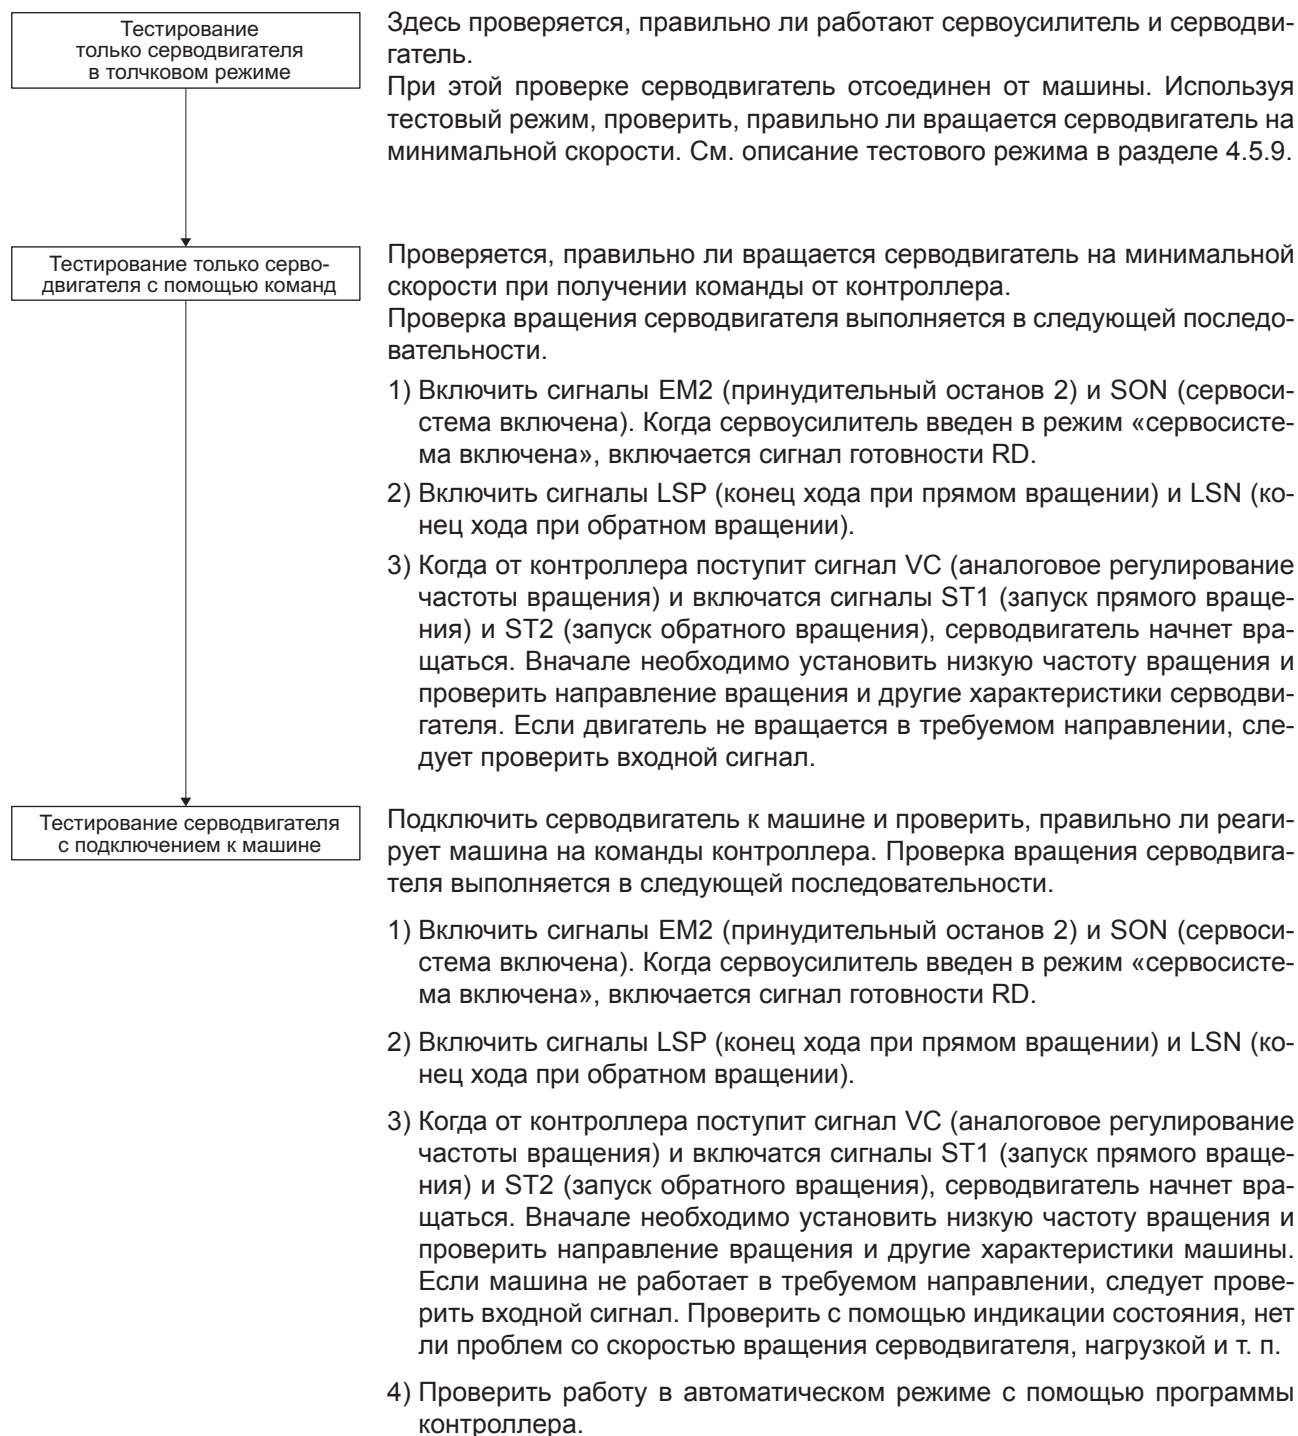 Тестирование
только серводвигателя
в толчковом режиме
Здесь проверяется, правильно ли работают сервоусилитель и серводви-
гатель.
При этой проверке серводвигатель отсоединен от машины. Используя
тестовый режим, проверить, правильно ли вращается серводвигатель на
минимальной скорости. См. описание тестового режима в разделе 4.5.9.
Тестирование только серво-
двигателя с помощью команд
Проверяется, правильно ли вращается серводвигатель на минимальной
скорости при получении команды от контроллера.
Проверка вращения серводвигателя выполняется в следующей последо-
вательности.
1) Включить сигналы EM2 (принудительный останов 2) и SON (сервоси-
стема включена). Когда сервоусилитель введен в режим «сервосисте-
ма включена», включается сигнал готовности RD.
2) Включить сигналы LSP (конец хода при прямом вращении) и LSN (ко-
нец хода при обратном вращении).
3) Когда от контроллера поступит сигнал VC (аналоговое регулирование
частоты вращения) и включатся сигналы ST1 (запуск прямого враще-
ния) и ST2 (запуск обратного вращения), серводвигатель начнет вра-
щаться. Вначале необходимо установить низкую частоту вращения и
проверить направление вращения и другие характеристики серводви-
гателя. Если двигатель не вращается в требуемом направлении, сле-
дует проверить входной сигнал.
Тестирование серводвигателя
с подключением к машине
Подключить серводвигатель к машине и проверить, правильно ли реаги-
рует машина на команды контроллера. Проверка вращения серводвига-
теля выполняется в следующей последовательности.
1) Включить сигналы EM2 (принудительный останов 2) и SON (сервоси-
стема включена). Когда сервоусилитель введен в режим «сервосисте-
ма включена», включается сигнал готовности RD.
2) Включить сигналы LSP (конец хода при прямом вращении) и LSN (ко-
нец хода при обратном вращении).
3) Когда от контроллера поступит сигнал VC (аналоговое регулирование
частоты вращения) и включатся сигналы ST1 (запуск прямого враще-
ния) и ST2 (запуск обратного вращения), серводвигатель начнет вра-
щаться. Вначале необходимо установить низкую частоту вращения и
проверить направление вращения и другие характеристики машины.
Если машина не работает в требуемом направлении, следует прове-
рить входной сигнал. Проверить с помощью индикации состояния, нет
ли проблем со скоростью вращения серводвигателя, нагрузкой и т. п.
4) Проверить работу в автоматическом режиме с помощью программы
контроллера.